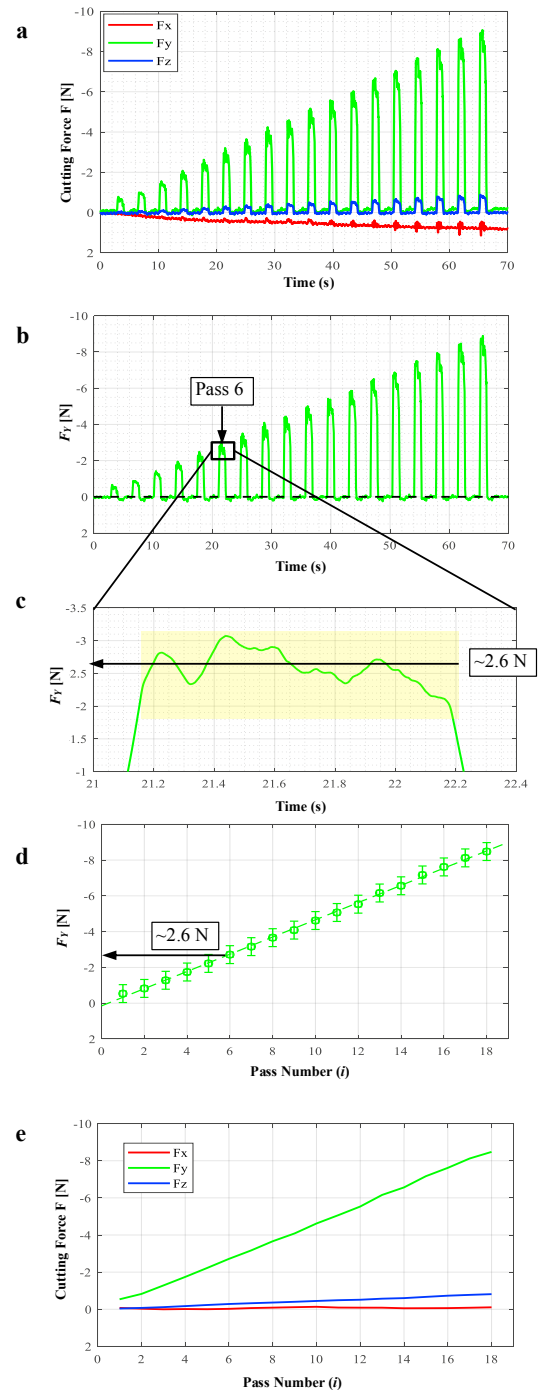 a
Fx
Fy
Fz
Cutting Force F [N]
-10
-8
-6
-4
-2
0
2
0 10 20 30 40 50 60 70
Time (s)
b
Pass 6
F_Y [N]
-10
-8
-6
-4
-2
0
2
0 10 20 30 40 50 60 70
Time (s)
c
F_Y [N]
-3.5
-3
-2.5
-2
-1.5
-1
~2.6 N
21 21.2 21.4 21.6 21.8 22 22.2 22.4
Time (s)
d
F_Y [N]
-10
-8
-6
-4
-2
0
2
~2.6 N
0 2 4 6 8 10 12 14 16 18
Pass Number (i)
e
Fx
Fy
Fz
Cutting Force F [N]
-10
-8
-6
-4
-2
0
2
0 2 4 6 8 10 12 14 16 18
Pass Number (i)